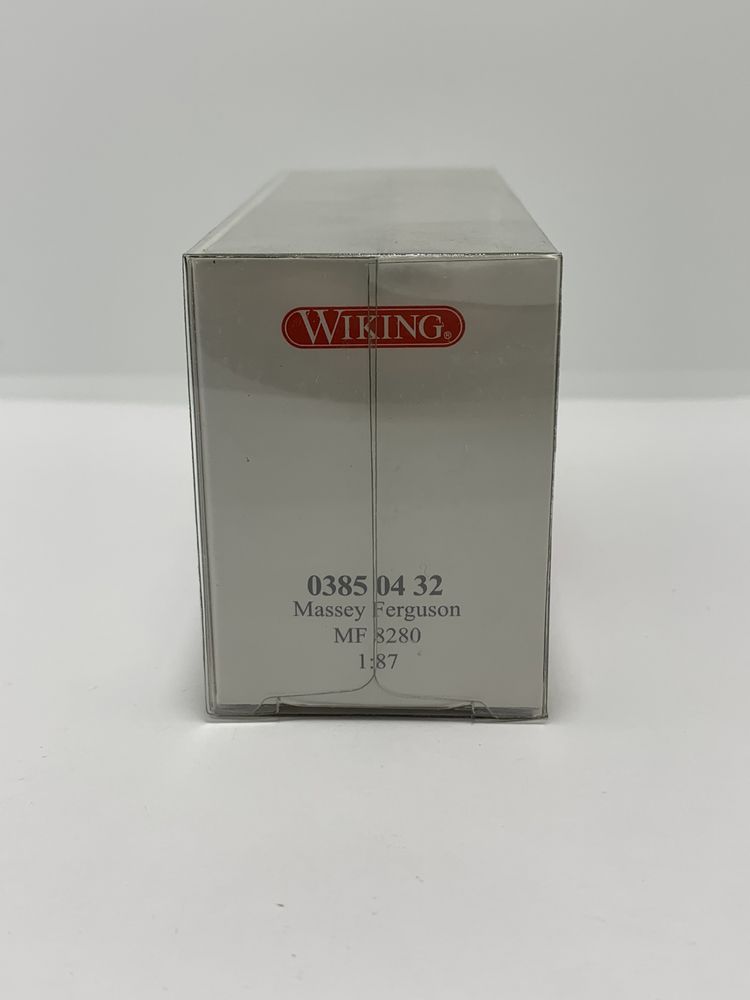 WIKING®
0385 04 32
Massey Ferguson
MF 8280
1:87